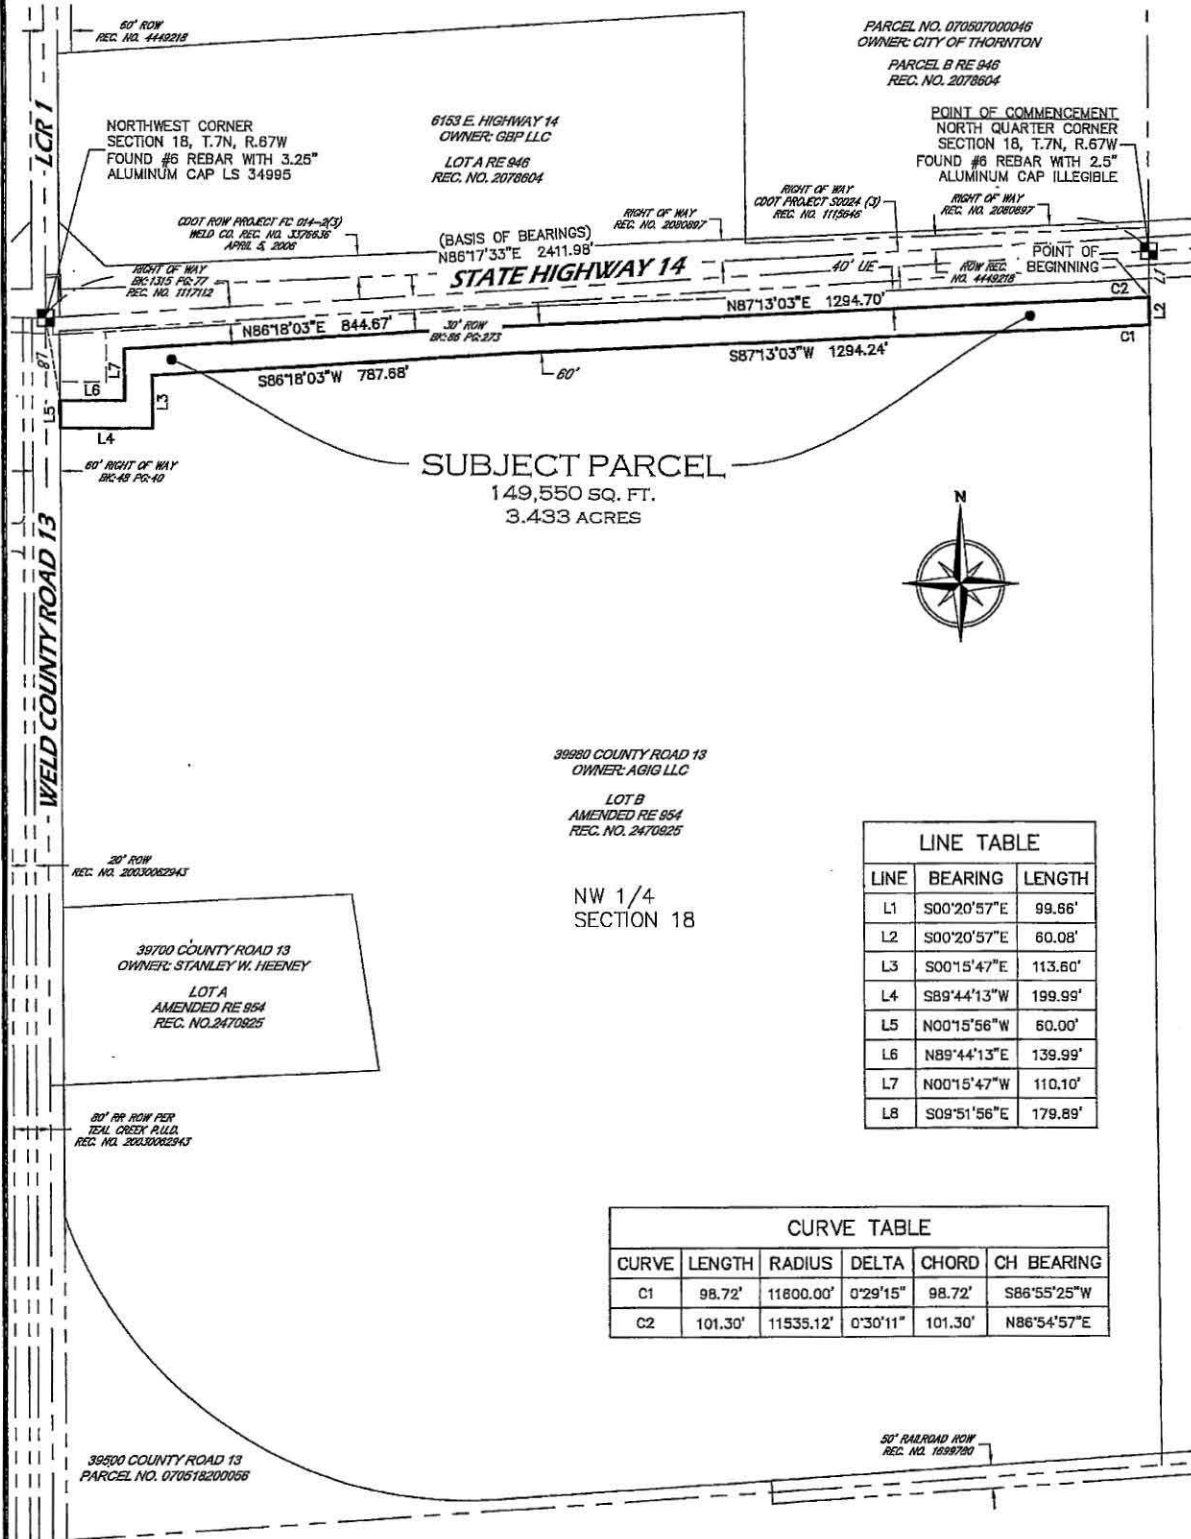 60' ROW
REC. NO. 4449218
LCR 1
PARCEL NO. 070507000046
OWNER: CITY OF THORNTON
PARCEL B RE 946
REC. NO. 2078604
NORTHWEST CORNER
SECTION 18, T.7N, R.67W
FOUND #6 REBAR WITH 3.25"
ALUMINUM CAP LS 34995
6153 E. HIGHWAY 14
OWNER: GBP LLC
LOT A RE 946
REC. NO. 2078604
POINT OF COMMENCEMENT
NORTH QUARTER CORNER
SECTION 18, T.7N, R.67W
FOUND #6 REBAR WITH 2.5"
ALUMINUM CAP ILLEGIBLE
CDOT ROW PROJECT FC 014-2(3)
WELD CO. REC. NO. 3376636
APRIL 5, 2006
RIGHT OF WAY
REC. NO. 2080897
RIGHT OF WAY
CDOT PROJECT S0024 (3)
REC. NO. 1115646
RIGHT OF WAY
REC. NO. 2080897
(BASIS OF BEARINGS)
N86°17'33"E 2411.98'
STATE HIGHWAY 14
RIGHT OF WAY
BK:1315 PG:77
REC. NO. 1117112
40' UE
ROW REC.
NO. 4449218
POINT OF
BEGINNING
L1
C2
L2
C1
N86°18'03"E 844.67'
30' ROW
BK:86 PG:273
N87°13'03"E 1294.70'
S86°18'03"W 787.68'
60'
S87°13'03"W 1294.24'
L8
L7
L6
L5
L3
L4
60' RIGHT OF WAY
BK:48 PG:40
SUBJECT PARCEL
149,550 SQ. FT.
3.433 ACRES
N
WELD COUNTY ROAD 13
39980 COUNTY ROAD 13
OWNER: AGIG LLC
LOT B
AMENDED RE 954
REC. NO. 2470925
NW 1/4
SECTION 18
20' ROW
REC. NO. 20030062943
39700 COUNTY ROAD 13
OWNER: STANLEY W. HEENEY
LOT A
AMENDED RE 954
REC. NO.2470925
80' RR ROW PER
TEAL CREEK P.U.D.
REC. NO. 20030062943
LINE TABLE
LINE BEARING LENGTH
L1 S00°20'57"E 99.66'
L2 S00°20'57"E 60.08'
L3 S00°15'47"E 113.60'
L4 S89°44'13"W 199.99'
L5 N00°15'56"W 60.00'
L6 N89°44'13"E 139.99'
L7 N00°15'47"W 110.10'
L8 S09°51'56"E 179.89'
CURVE TABLE
CURVE LENGTH RADIUS DELTA CHORD CH BEARING
C1 98.72' 11600.00' 0°29'15" 98.72' S86°55'25"W
C2 101.30' 11535.12' 0°30'11" 101.30' N86°54'57"E
39500 COUNTY ROAD 13
PARCEL NO. 070518200056
50' RAILROAD ROW
REC. NO. 1699780